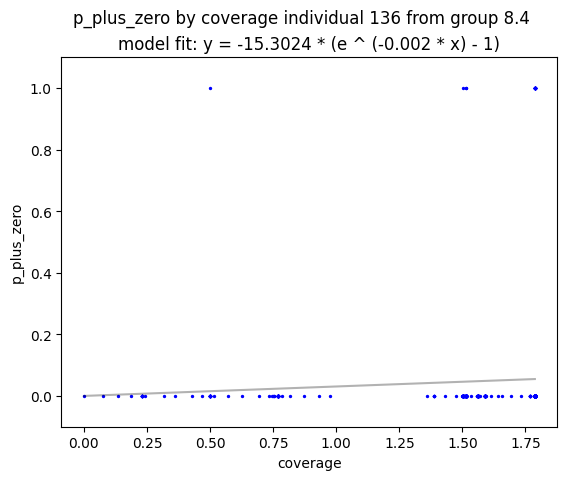 p_plus_zero by coverage individual 136 from group 8.4
model fit: y = -15.3024 * (e ^ (-0.002 * x) - 1)
1.0
0.8
0.6
0.4
0.2
0.0
p_plus_zero
0.00 0.25 0.50 0.75 1.00 1.25 1.50 1.75
coverage